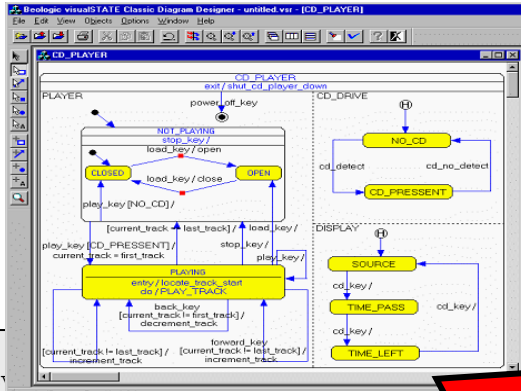 Beologic visualSTATE Classic Diagram Designer - untitled.vsr - [CD_PLAYER]
File Edit View Objects Options Window Help
CD_PLAYER
CD_PLAYER
exit / shut_cd_player_down
PLAYER
power_off_key
CD_DRIVE
H
NOT_PLAYING
stop_key /
load_key / open
CLOSED
OPEN
load_key / close
NO_CD
cd_detect
cd_no_detect
CD_PRESSENT
play_key [NO_CD] /
[current_track = last_track] /
load_key /
DISPLAY
H
play_key [CD_PRESSENT] /
current_track = first_track
stop_key /
play_key /
SOURCE
PLAYING
entry / locate_track_start
do / PLAY_TRACK
cd_key /
TIME_PASS
back_key
[current_track != first_track] /
decrement_track
cd_key /
cd_key /
forward_key
[current_track != last_track] /
increment_track
[current_track != last_track] /
increment_track
TIME_LEFT